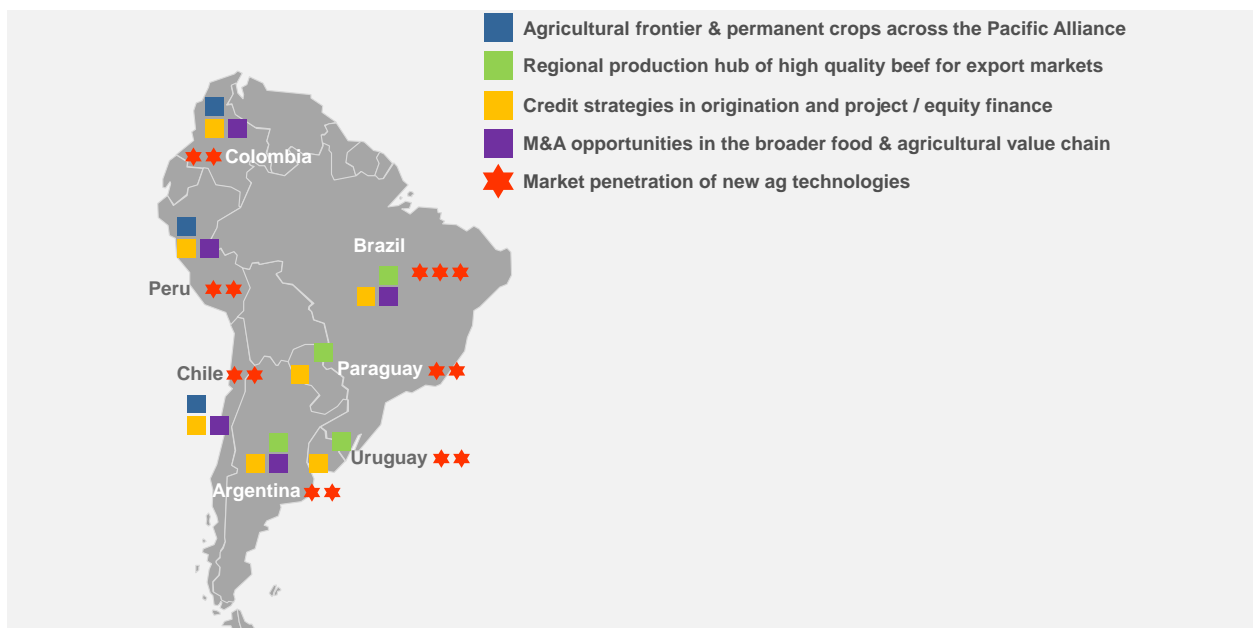 Agricultural frontier & permanent crops across the Pacific Alliance
Regional production hub of high quality beef for export markets
Credit strategies in origination and project / equity finance
M&A opportunities in the broader food & agricultural value chain
Market penetration of new ag technologies
Colombia
Brazil
Peru
Chile
Paraguay
Uruguay
Argentina